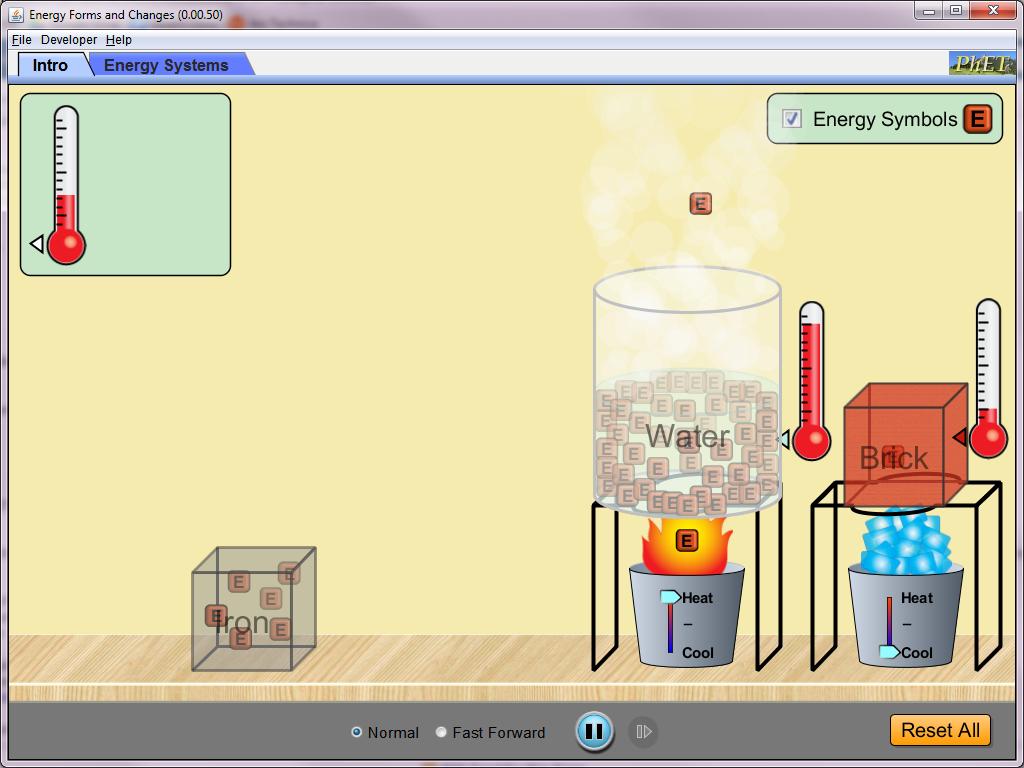 Energy Forms and Changes (0.00.50)
File Developer Help
Intro Energy Systems
PhET
Energy Symbols E
E
Water
Brick
Iron
E
Heat
–
Cool
Heat
–
Cool
Normal Fast Forward
Reset All